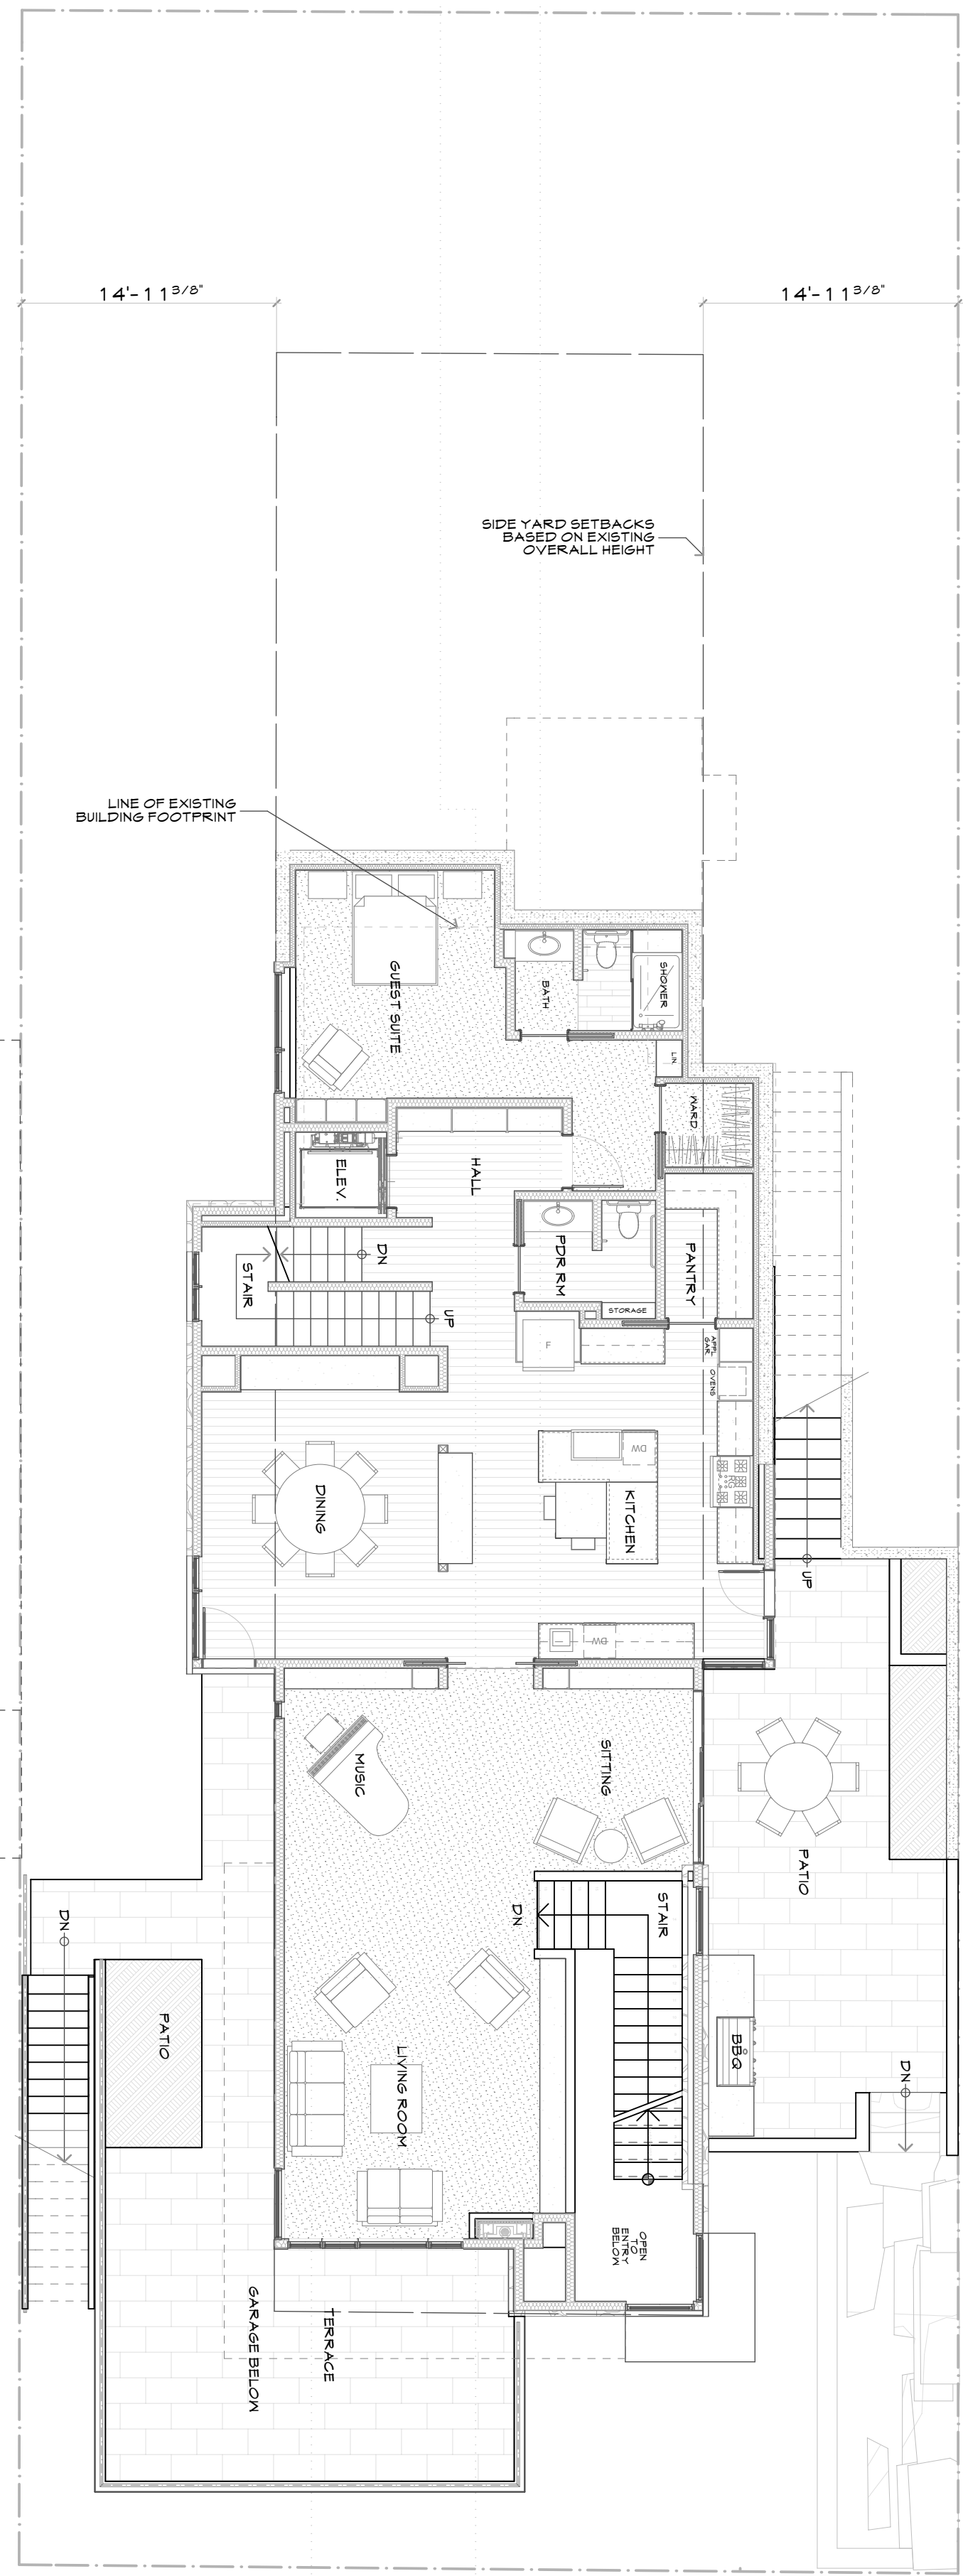 14'-11 3/8"
14'-11 3/8"
SIDE YARD SETBACKS
BASED ON EXISTING
OVERALL HEIGHT
LINE OF EXISTING
BUILDING FOOTPRINT
GUEST SUITE
BATH
SHOWER
LIN
WARD.
ELEV.
HALL
DN
STAIR
UP
PDR RM
PANTRY
STORAGE
F
APPL
GAR.
OVENS
DW
DINING
KITCHEN
UP
DW
MUSIC
SITTING
PATIO
STAIR
DN
DN
PATIO
LIVING ROOM
BBQ
DN
OPEN
TO
ENTRY
BELOW
TERRACE
GARAGE BELOW